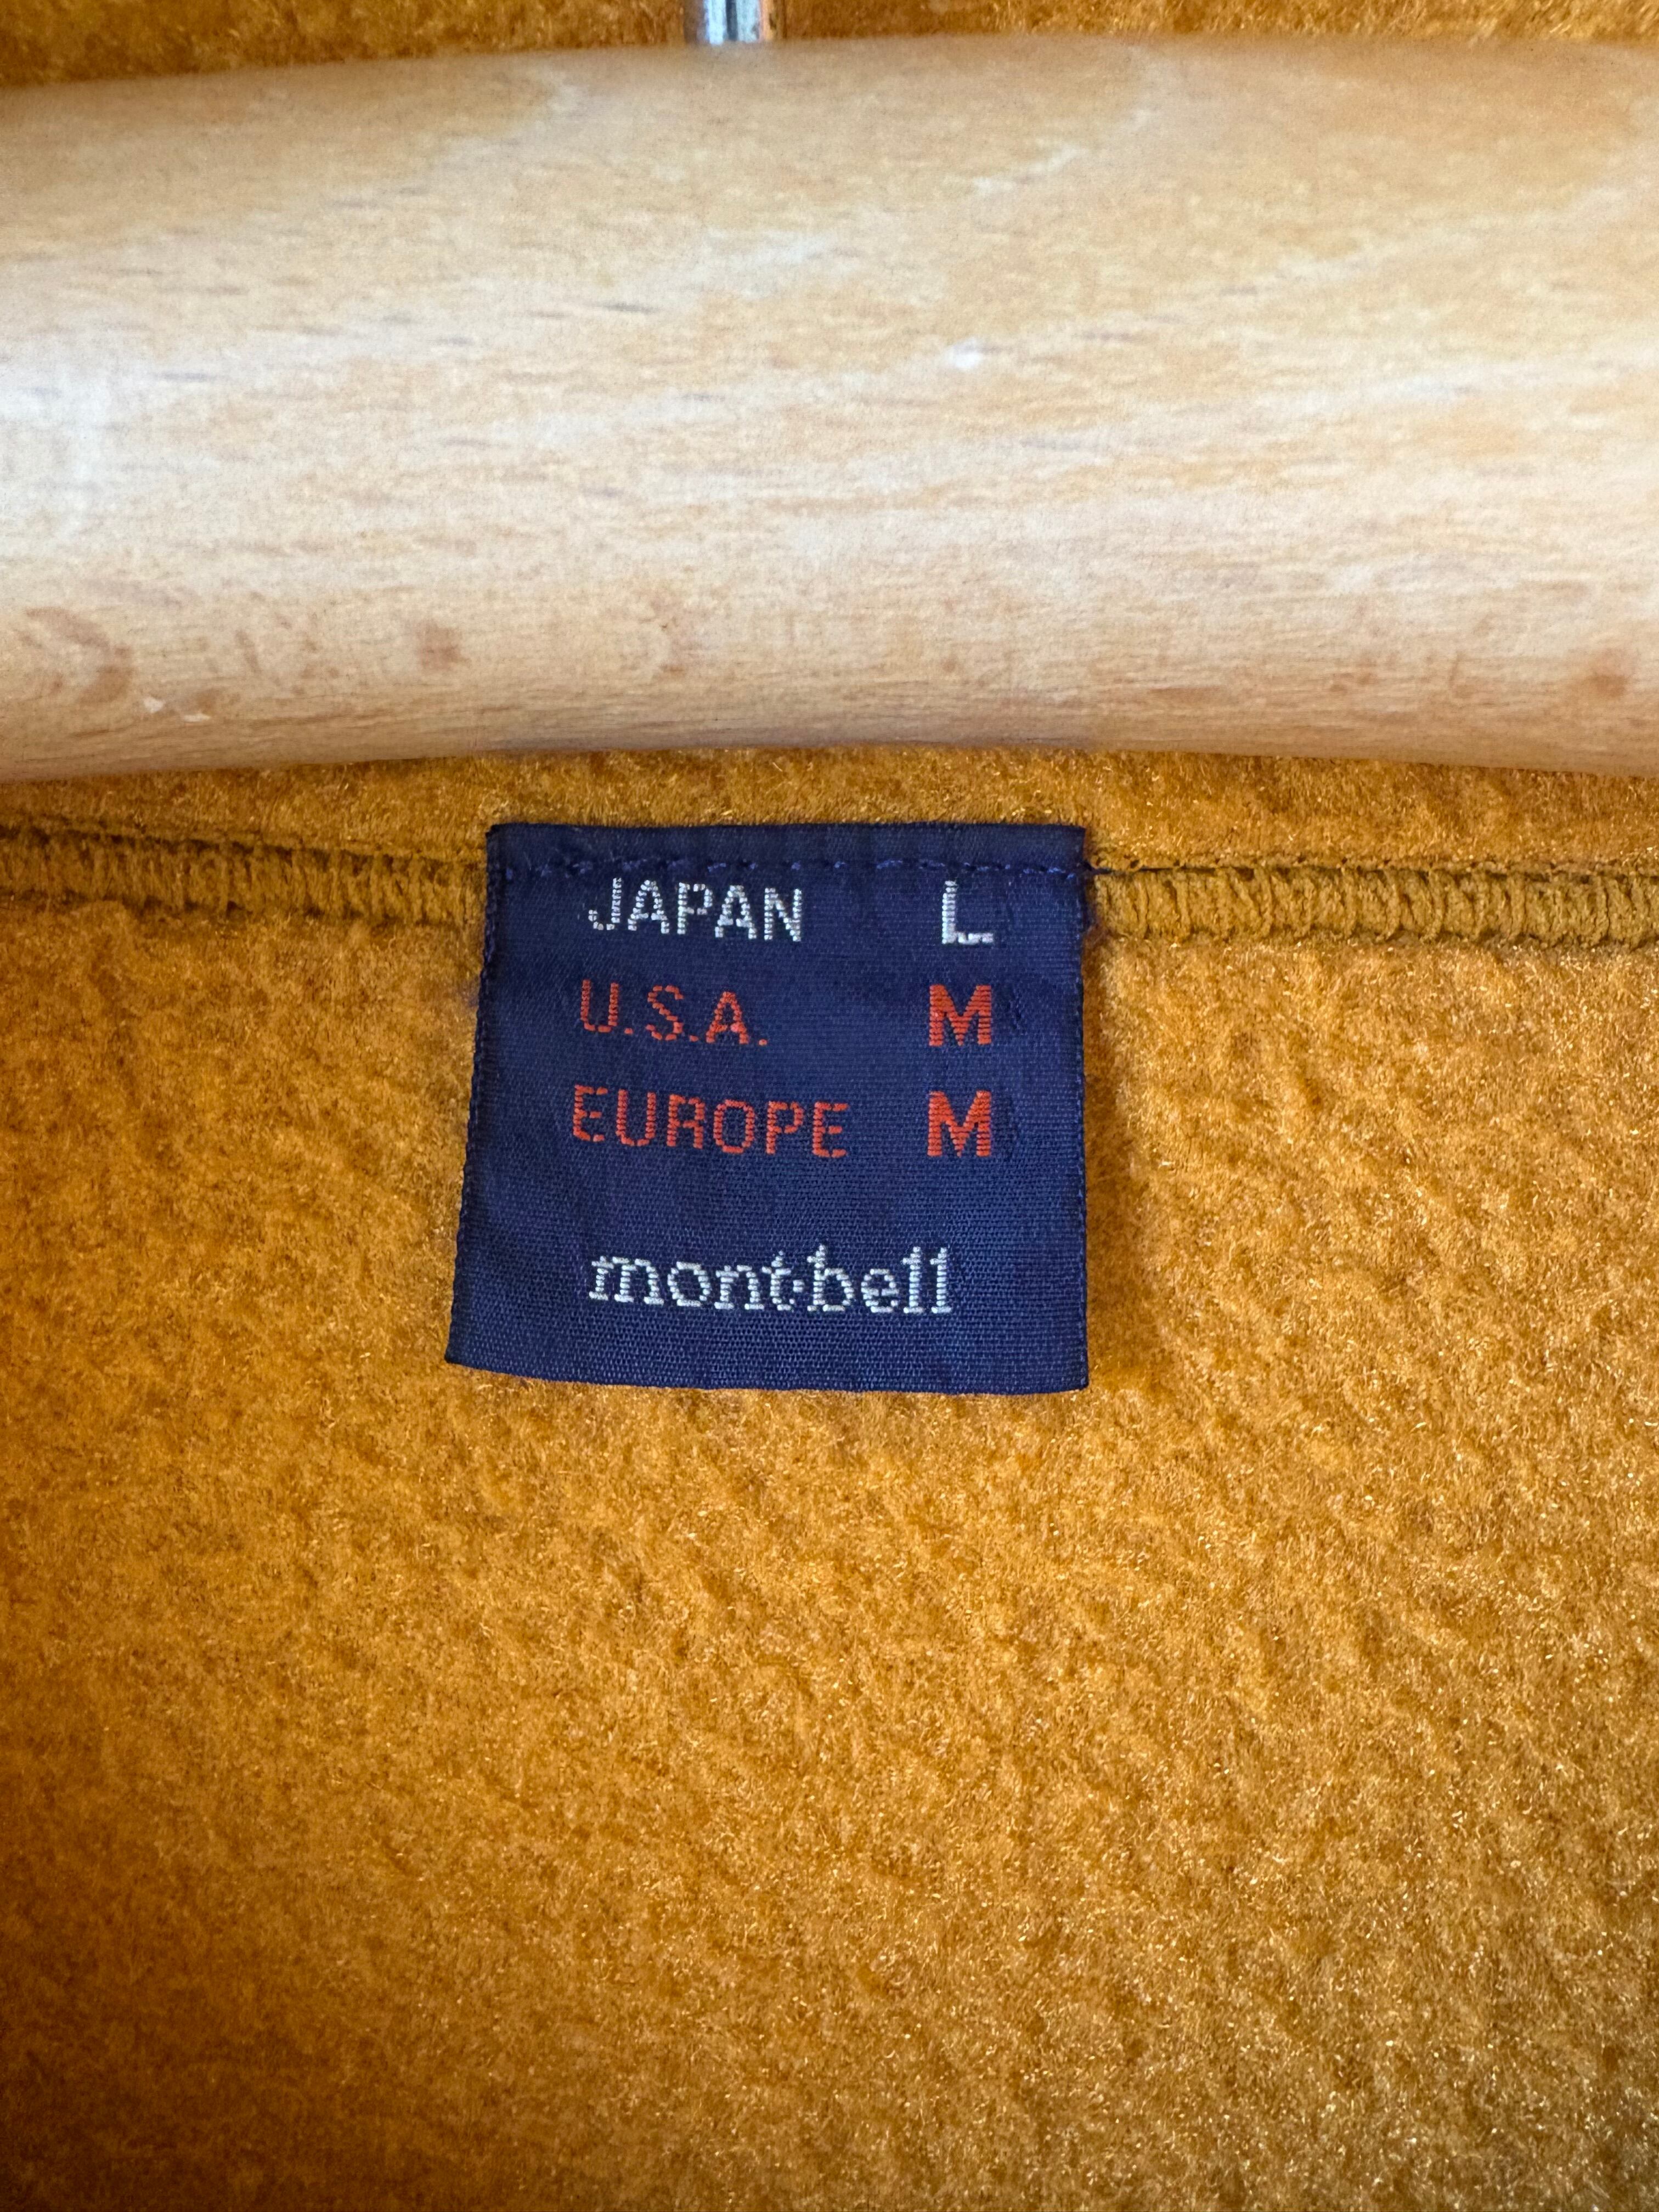 JAPAN L
U.S.A. M
EUROPE M
mont·bell